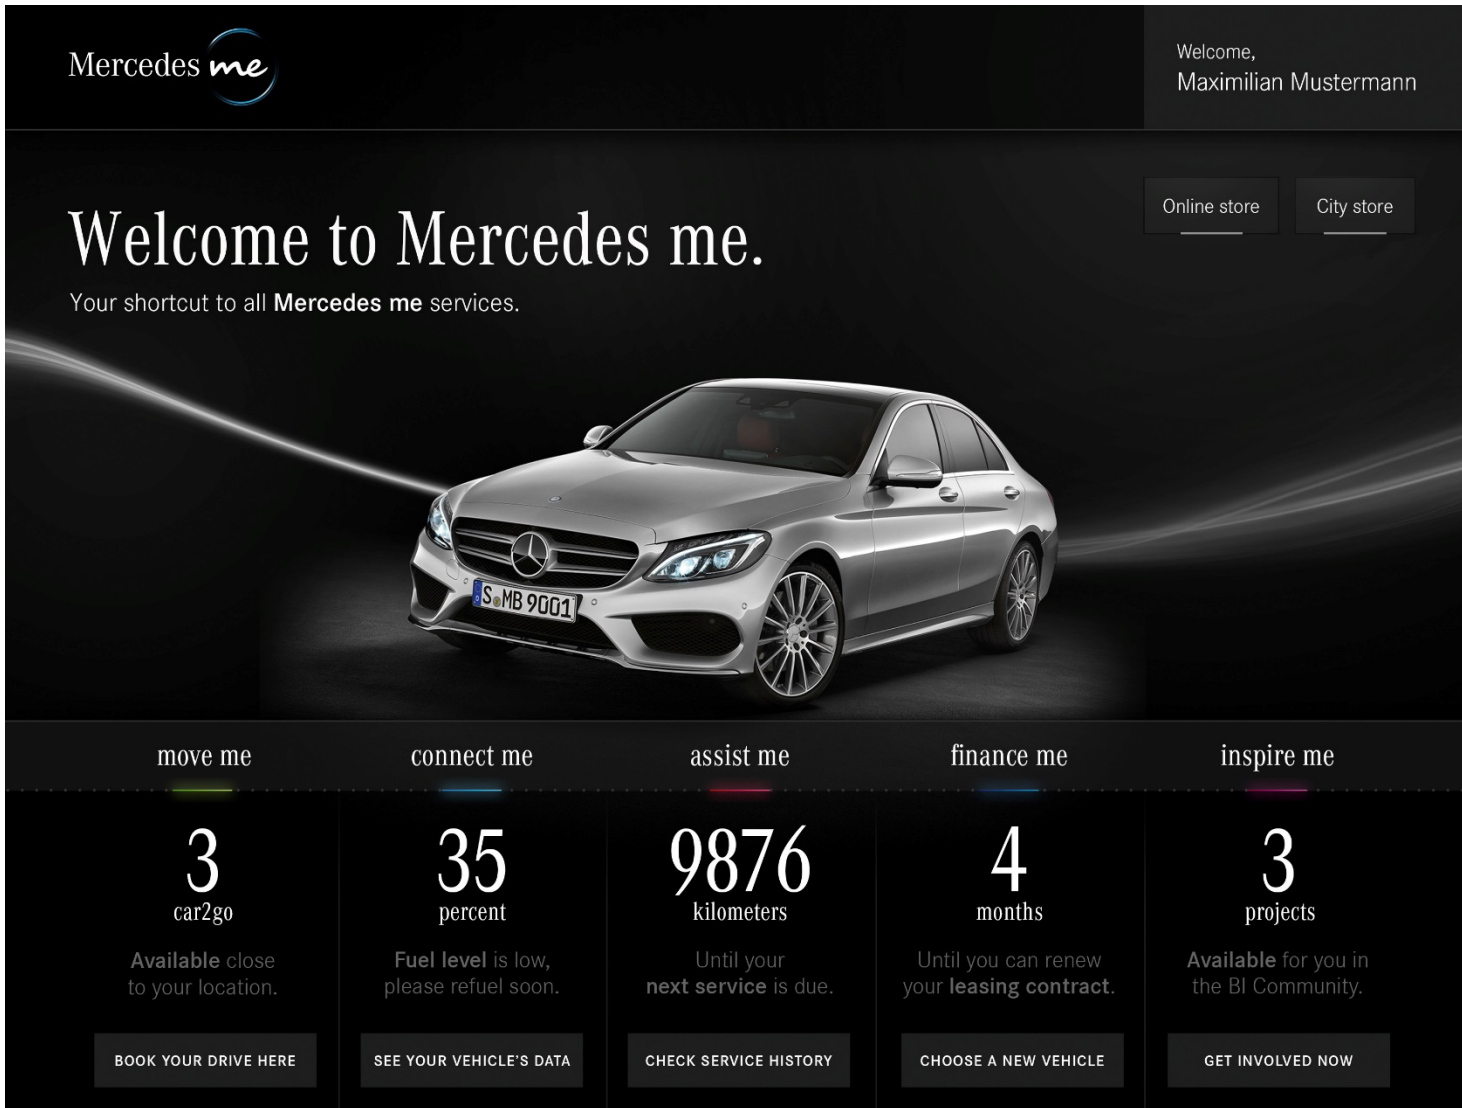 Mercedes me
Welcome,
Maximilian Mustermann
Online store
City store
Welcome to Mercedes me.
Your shortcut to all Mercedes me services.
S MB 9001
move me
connect me
assist me
finance me
inspire me
3
car2go
Available close
to your location.
BOOK YOUR DRIVE HERE
35
percent
Fuel level is low,
please refuel soon.
SEE YOUR VEHICLE'S DATA
9876
kilometers
Until your
next service is due.
CHECK SERVICE HISTORY
4
months
Until you can renew
your leasing contract.
CHOOSE A NEW VEHICLE
3
projects
Available for you in
the BI Community.
GET INVOLVED NOW